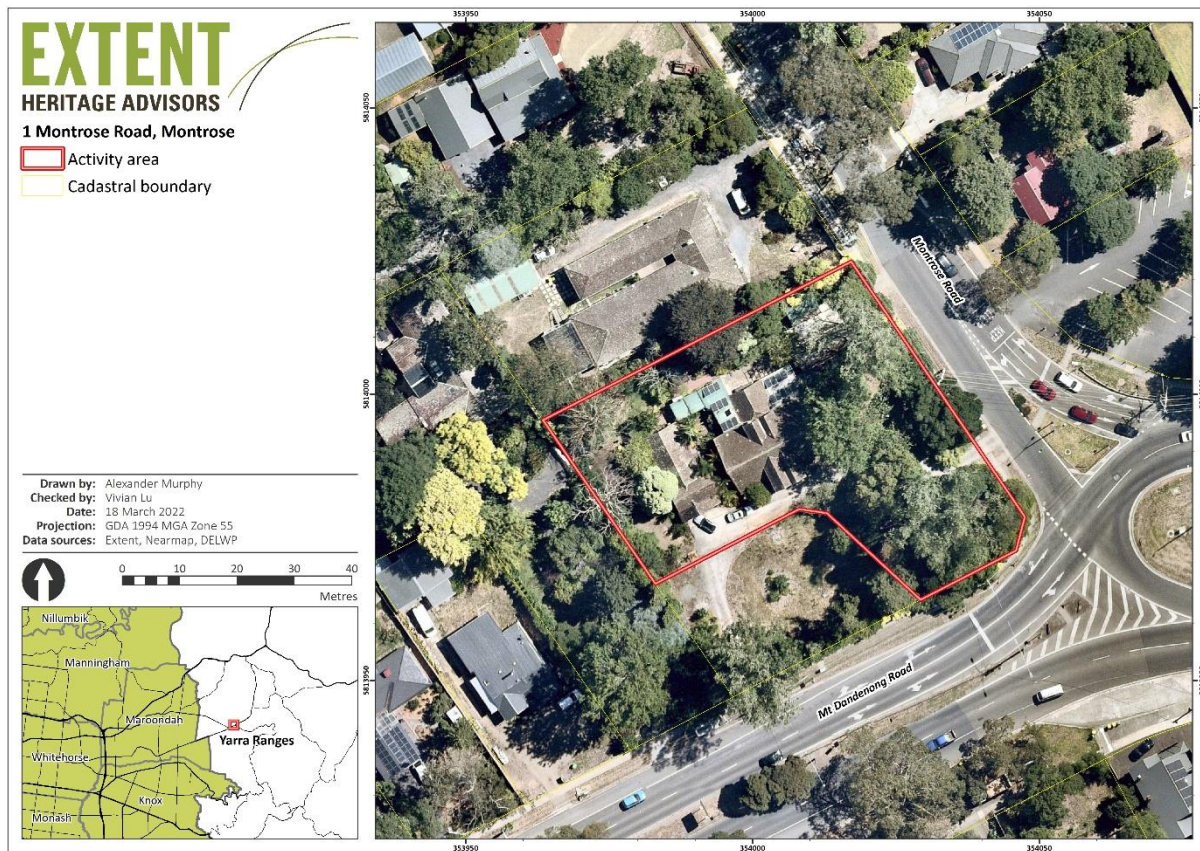 EXTENT
HERITAGE ADVISORS
1 Montrose Road, Montrose
Activity area
Cadastral boundary
Drawn by: Alexander Murphy
Checked by: Vivian Lu
Date: 18 March 2022
Projection: GDA 1994 MGA Zone 55
Data sources: Extent, Nearmap, DELWP
0 10 20 30 40
Metres
Nillumbik
Manningham
Maroondah
Yarra Ranges
Whitehorse
Knox
Monash
353950 354000 354050
5814050
5814000
5813950
Montrose Road
Mt Dandenong Road
353950 354000 354050